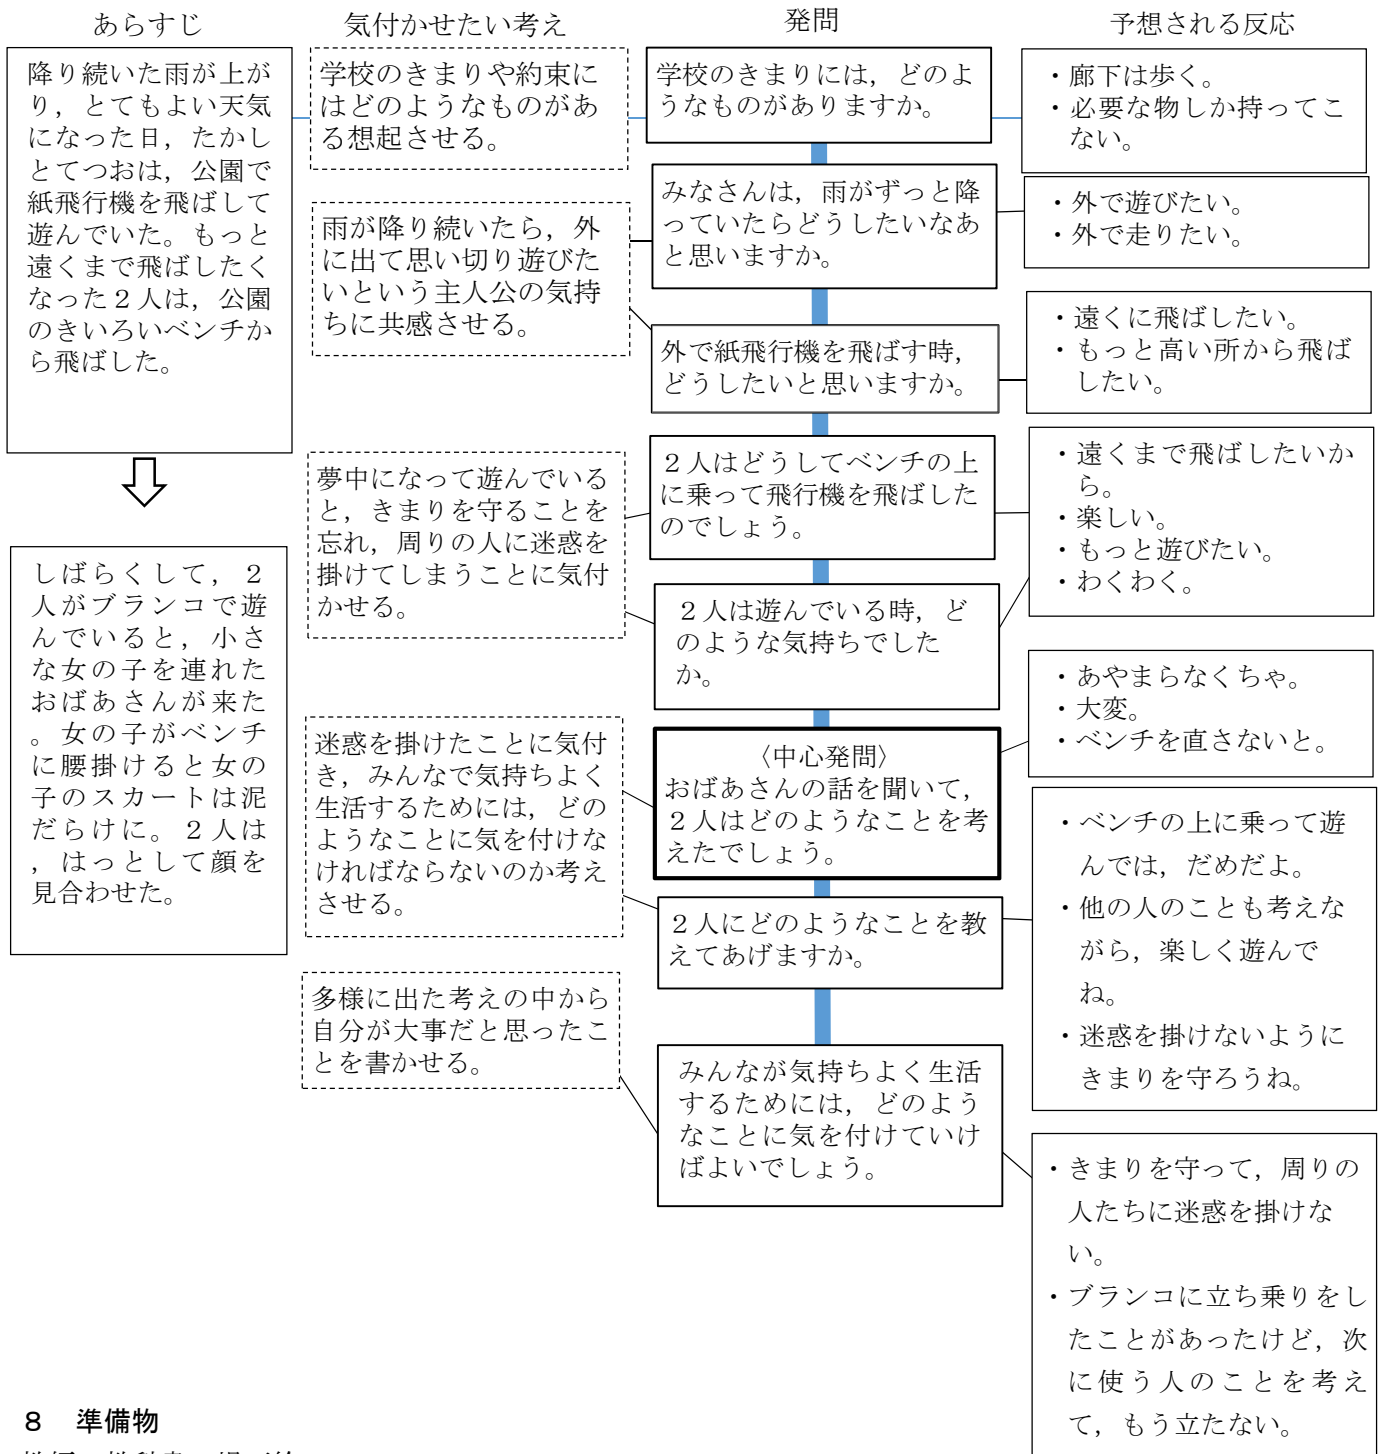 あらすじ
気付かせたい考え
発問
予想される反応
降り続いた雨が上が
り，とてもよい天気
になった日，たかし
とてつおは，公園で
紙飛行機を飛ばして
遊んでいた。もっと
遠くまで飛ばしたく
なった２人は，公園
のきいろいベンチか
ら飛ばした。
しばらくして，２
人がブランコで遊
んでいると，小さ
な女の子を連れた
おばあさんが来た
。女の子がベンチ
に腰掛けると女の
子のスカートは泥
だらけに。２人は
，はっとして顔を
見合わせた。
学校のきまりや約束に
はどのようなものがあ
る想起させる。
雨が降り続いたら，外
に出て思い切り遊びた
いという主人公の気持
ちに共感させる。
夢中になって遊んでいる
と，きまりを守ることを
忘れ，周りの人に迷惑を
掛けてしまうことに気付
かせる。
迷惑を掛けたことに気付
き，みんなで気持ちよく
生活するためには，どの
ようなことに気を付けな
ければならないのか考え
させる。
多様に出た考えの中から
自分が大事だと思ったこ
とを書かせる。
学校のきまりには，どのよ
うなものがありますか。
みなさんは，雨がずっと降
っていたらどうしたいなあ
と思いますか。
外で紙飛行機を飛ばす時，
どうしたいと思いますか。
２人はどうしてベンチの上
に乗って飛行機を飛ばした
のでしょう。
２人は遊んでいる時，ど
のような気持ちでした
か。
〈中心発問〉
おばあさんの話を聞いて，
２人はどのようなことを考
えたでしょう。
２人にどのようなことを教
えてあげますか。
みんなが気持ちよく生活
するためには，どのよう
なことに気を付けていけ
ばよいでしょう。
・廊下は歩く。
・必要な物しか持ってこ
ない。
・外で遊びたい。
・外で走りたい。
・遠くに飛ばしたい。
・もっと高い所から飛ば
したい。
・遠くまで飛ばしたいか
ら。
・楽しい。
・もっと遊びたい。
・わくわく。
・あやまらなくちゃ。
・大変。
・ベンチを直さないと。
・ベンチの上に乗って遊
んでは，だめだよ。
・他の人のことも考えな
がら，楽しく遊んで
ね。
・迷惑を掛けないように
きまりを守ろうね。
・きまりを守って，周りの
人たちに迷惑を掛けな
い。
・ブランコに立ち乗りをし
たことがあったけど，次
に使う人のことを考え
て，もう立たない。
８　準備物